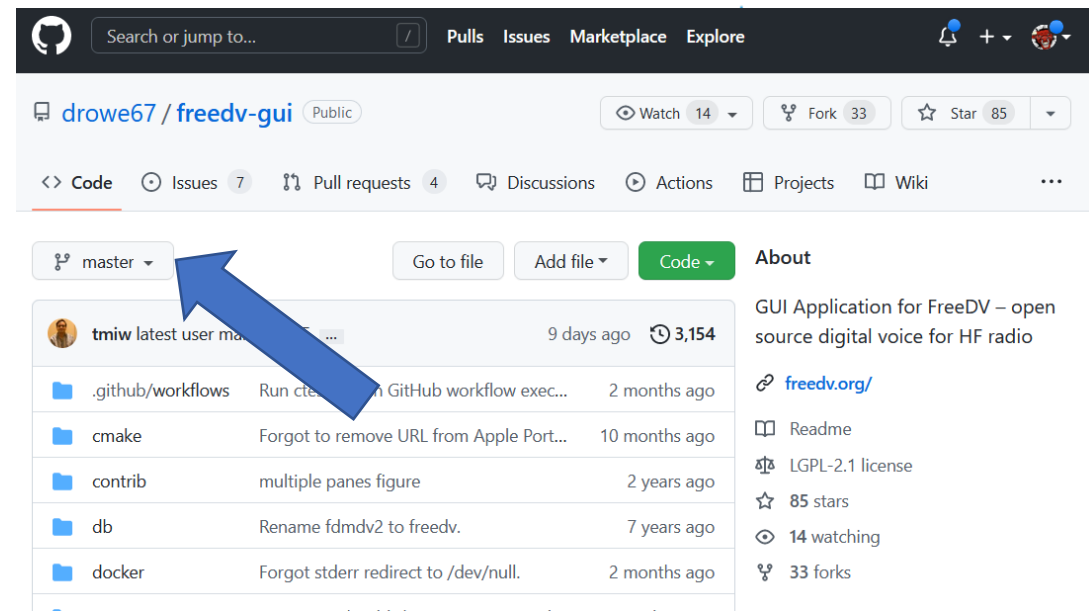 Search or jump to... / Pulls Issues Marketplace Explore
drowe67 / freedv-gui Public
Watch 14 Fork 33 Star 85
Code Issues 7 Pull requests 4 Discussions Actions Projects Wiki ...
master Go to file Add file Code
tmiw latest user ... 9 days ago 3,154
.github/workflows Run GitHub workflow exec... 2 months ago
cmake Forgot to remove URL from Apple Port... 10 months ago
contrib multiple panes figure 2 years ago
db Rename fdmdv2 to freedv. 7 years ago
docker Forgot stderr redirect to /dev/null. 2 months ago
About
GUI Application for FreeDV – open
source digital voice for HF radio
freedv.org/
Readme
LGPL-2.1 license
85 stars
14 watching
33 forks